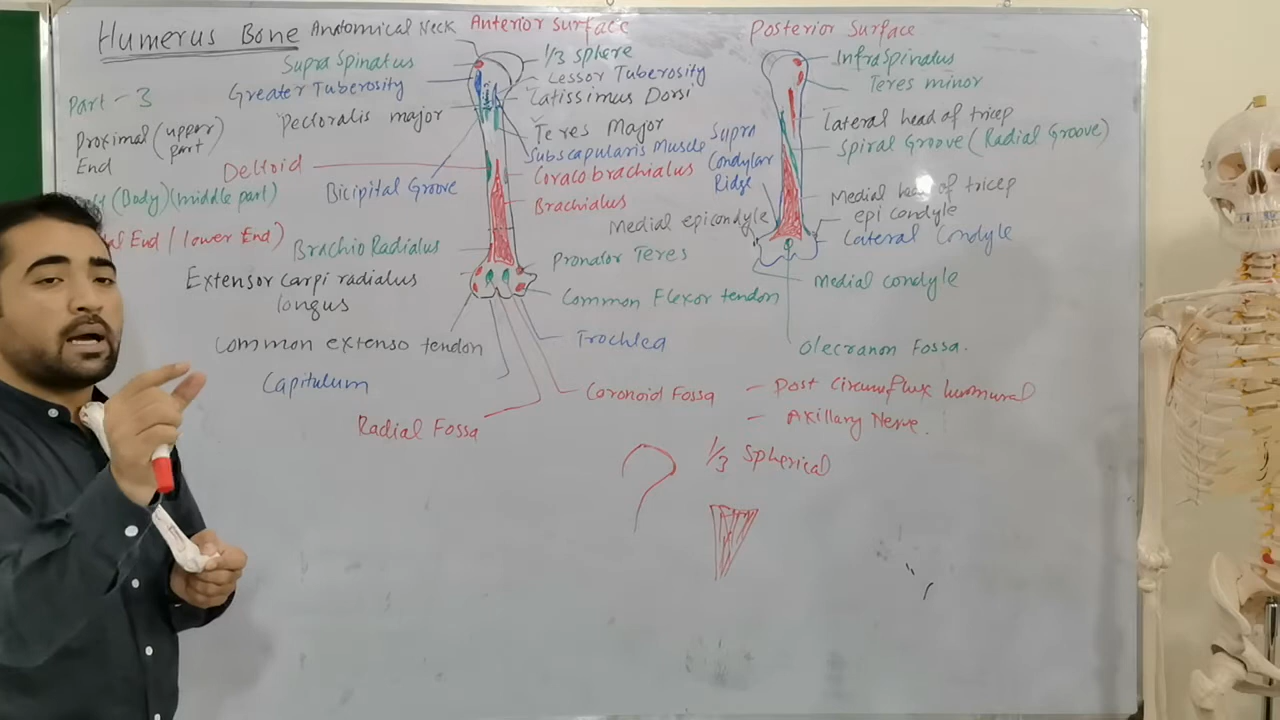 Humerus Bone
Anatomical Neck
Anterior Surface
Posterior Surface
Supra Spinatus
1/3 sphere
Infra Spinatus
Greater Tuberosity
Lessor Tuberosity
Teres minor
Part - 3
Pectoralis major
Latissimus Dorsi
Lateral head of tricep
Proximal (upper part)
End
Teres Major
Supra
Condylar
Ridge
Spiral Groove (Radial Groove)
Subscapularis Muscle
Deltoid
Coracobrachialus
Bicipital Groove
Brachialus
Medial head of tricep
(Body) (middle part)
Medial epicondyle
epi condyle
End / lower End)
Brachio Radialus
Pronator Teres
Lateral Condyle
Extensor carpi radialus
longus
Common Flexor tendon
Medial condyle
Common extenso tendon
Trochlea
Olecranon Fossa.
Capitulum
Coronoid Fossa
- Post Circumflux
Radial Fossa
- Axillary Nerve.
1/3 Spherical